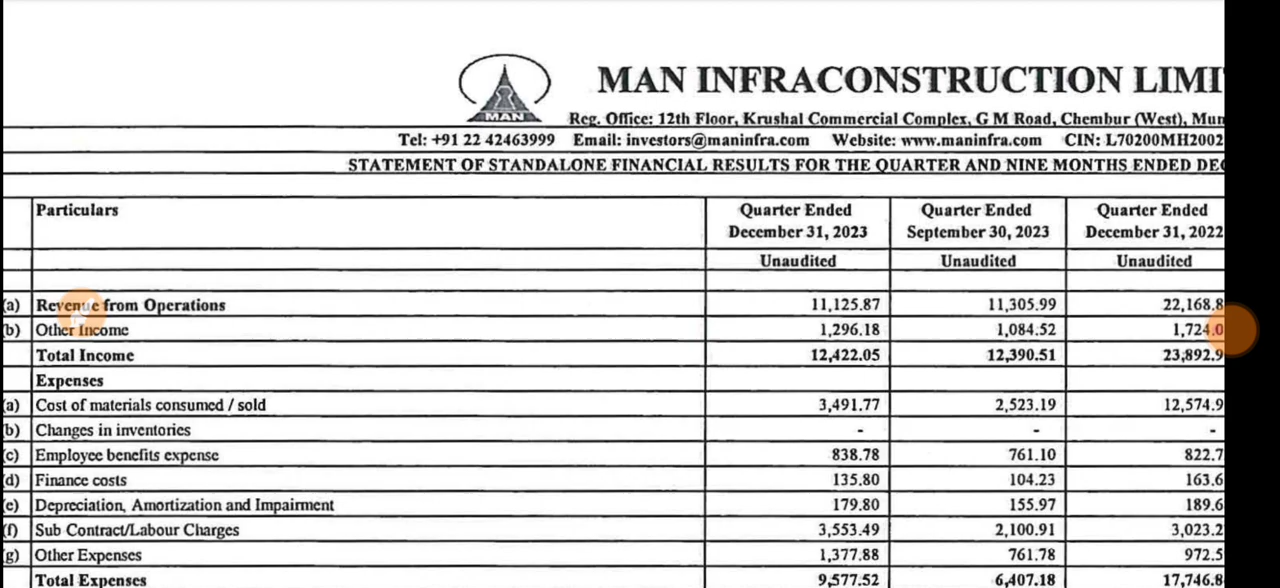 MAN INFRACONSTRUCTION LIMI
MAN
Reg. Office: 12th Floor, Krushal Commercial Complex, G M Road, Chembur (West), Mum
Tel: +91 22 42463999 Email: investors@maninfra.com Website: www.maninfra.com CIN: L70200MH2002
STATEMENT OF STANDALONE FINANCIAL RESULTS FOR THE QUARTER AND NINE MONTHS ENDED DEC
Particulars Quarter Ended December 31, 2023 Quarter Ended September 30, 2023 Quarter Ended December 31, 2022
Unaudited Unaudited Unaudited
(a) Revenue from Operations 11,125.87 11,305.99 22,168.8
(b) Other Income 1,296.18 1,084.52 1,724.0
Total Income 12,422.05 12,390.51 23,892.9
Expenses
(a) Cost of materials consumed / sold 3,491.77 2,523.19 12,574.9
(b) Changes in inventories - - -
(c) Employee benefits expense 838.78 761.10 822.7
(d) Finance costs 135.80 104.23 163.6
(e) Depreciation, Amortization and Impairment 179.80 155.97 189.6
(f) Sub Contract/Labour Charges 3,553.49 2,100.91 3,023.2
(g) Other Expenses 1,377.88 761.78 972.5
Total Expenses 9,577.52 6,407.18 17,746.8